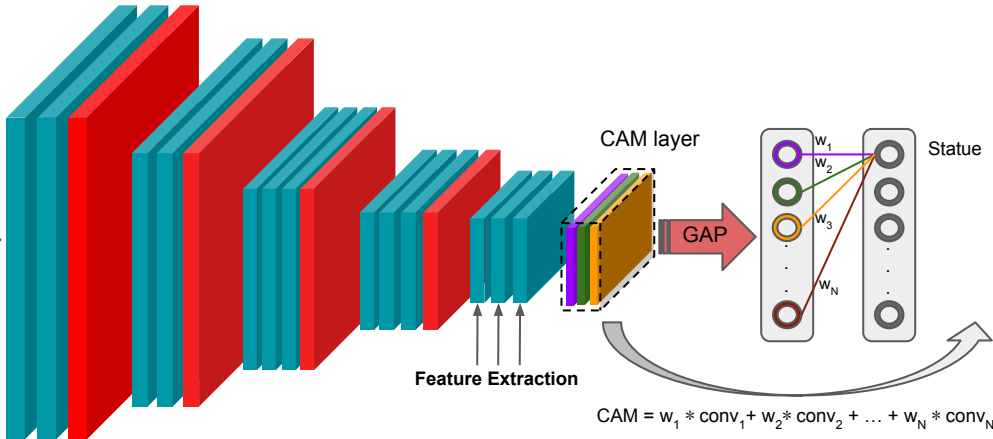 CAM layer
GAP
w1
w2
w3
wN
Statue
Feature Extraction
CAM = w1 * conv1 + w2 * conv2 + ... + wN * convN